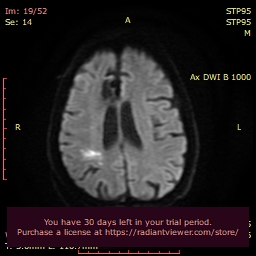 Im: 19/52
Se: 14
A
STP95
STP95
M
Ax DWI B 1000
R
L
You have 30 days left in your trial period.
Purchase a license at https://radiantviewer.com/store/